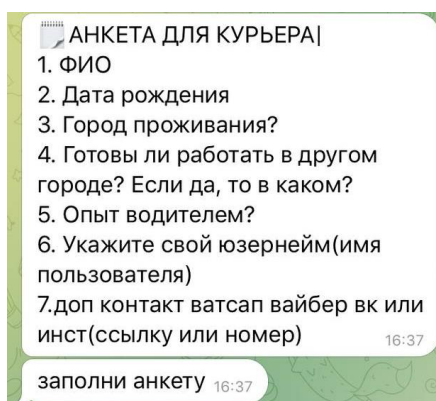 АНКЕТА ДЛЯ КУРЬЕРА|
1. ФИО
2. Дата рождения
3. Город проживания?
4. Готовы ли работать в другом
городе? Если да, то в каком?
5. Опыт водителем?
6. Укажите свой юзернейм(имя
пользователя)
7.доп контакт ватсап вайбер вк или
инст(ссылку или номер) 16:37
заполни анкету 16:37